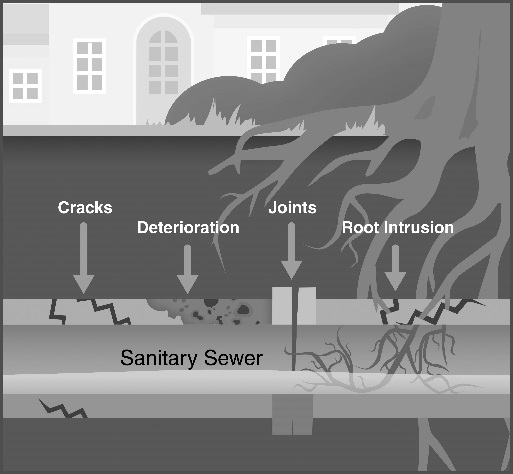 Cracks
Deterioration
Joints
Root Intrusion
Sanitary Sewer